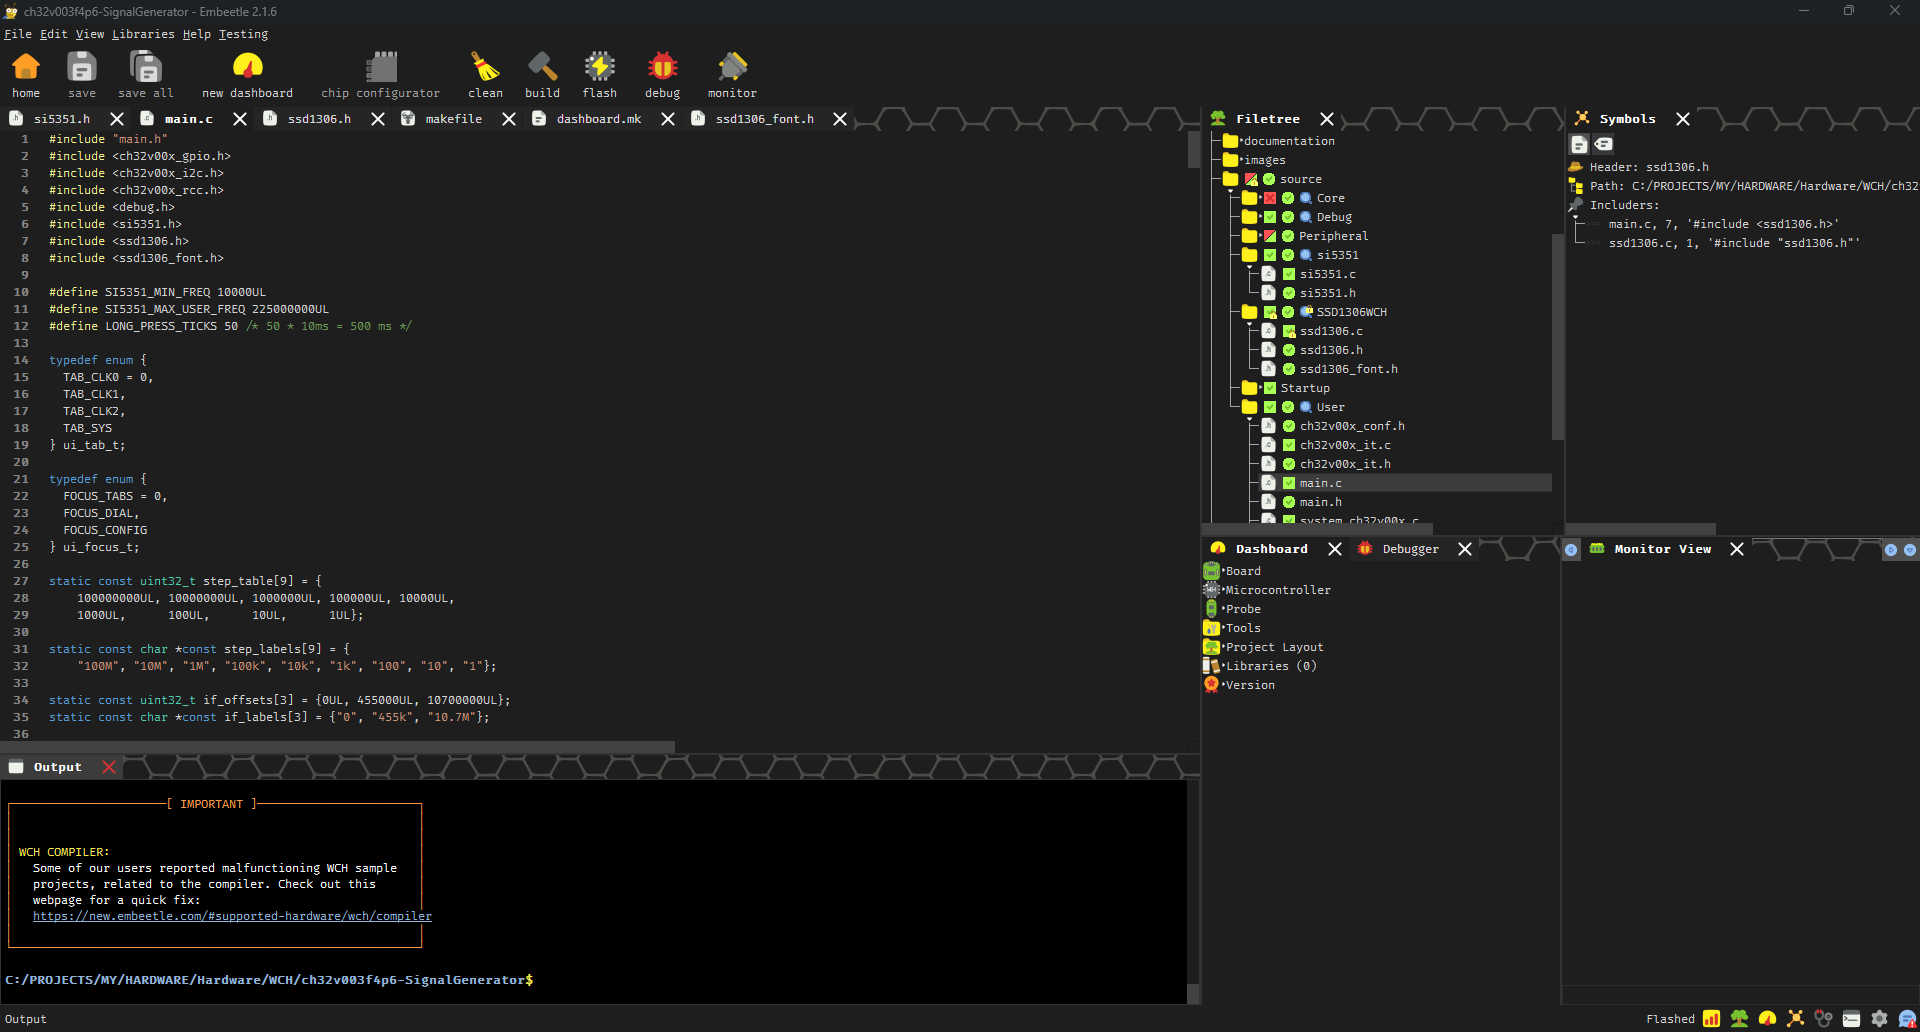 ch32v003f4p6-SignalGenerator - Embeetle 2.1.6
File Edit View Libraries Help Testing
home save save all new dashboard chip configurator clean build flash debug monitor
si5351.h main.c ssd1306.h makefile dashboard.mk ssd1306_font.h
1 #include "main.h"
2 #include <ch32v00x_gpio.h>
3 #include <ch32v00x_i2c.h>
4 #include <ch32v00x_rcc.h>
5 #include <debug.h>
6 #include <si5351.h>
7 #include <ssd1306.h>
8 #include <ssd1306_font.h>
9
10 #define SI5351_MIN_FREQ 10000UL
11 #define SI5351_MAX_USER_FREQ 225000000UL
12 #define LONG_PRESS_TICKS 50 /* 50 * 10ms = 500 ms */
13
14 typedef enum {
15 TAB_CLK0 = 0,
16 TAB_CLK1,
17 TAB_CLK2,
18 TAB_SYS
19 } ui_tab_t;
20
21 typedef enum {
22 FOCUS_TABS = 0,
23 FOCUS_DIAL,
24 FOCUS_CONFIG
25 } ui_focus_t;
26
27 static const uint32_t step_table[9] = {
28 100000000UL, 10000000UL, 1000000UL, 100000UL, 10000UL,
29 1000UL, 100UL, 10UL, 1UL};
30
31 static const char *const step_labels[9] = {
32 "100M", "10M", "1M", "100k", "10k", "1k", "100", "10", "1"};
33
34 static const uint32_t if_offsets[3] = {0UL, 455000UL, 10700000UL};
35 static const char *const if_labels[3] = {"0", "455k", "10.7M"};
36
Output
[ IMPORTANT ]
WCH COMPILER:
Some of our users reported malfunctioning WCH sample
projects, related to the compiler. Check out this
webpage for a quick fix:
https://new.embeetle.com/#supported-hardware/wch/compiler
C:/PROJECTS/MY/HARDWARE/Hardware/WCH/ch32v003f4p6-SignalGenerator$
Filetree
documentation
images
source
Core
Debug
Peripheral
si5351
si5351.c
si5351.h
SSD1306WCH
ssd1306.c
ssd1306.h
ssd1306_font.h
Startup
User
ch32v00x_conf.h
ch32v00x_it.c
ch32v00x_it.h
main.c
main.h
system_ch32v00x.c
Symbols
Header: ssd1306.h
Path: C:/PROJECTS/MY/HARDWARE/Hardware/WCH/ch32
Includers:
main.c, 7, '#include <ssd1306.h>'
ssd1306.c, 1, '#include "ssd1306.h"'
Dashboard Debugger
Board
Microcontroller
Probe
Tools
Project Layout
Libraries (0)
Version
Monitor View
Output
Flashed